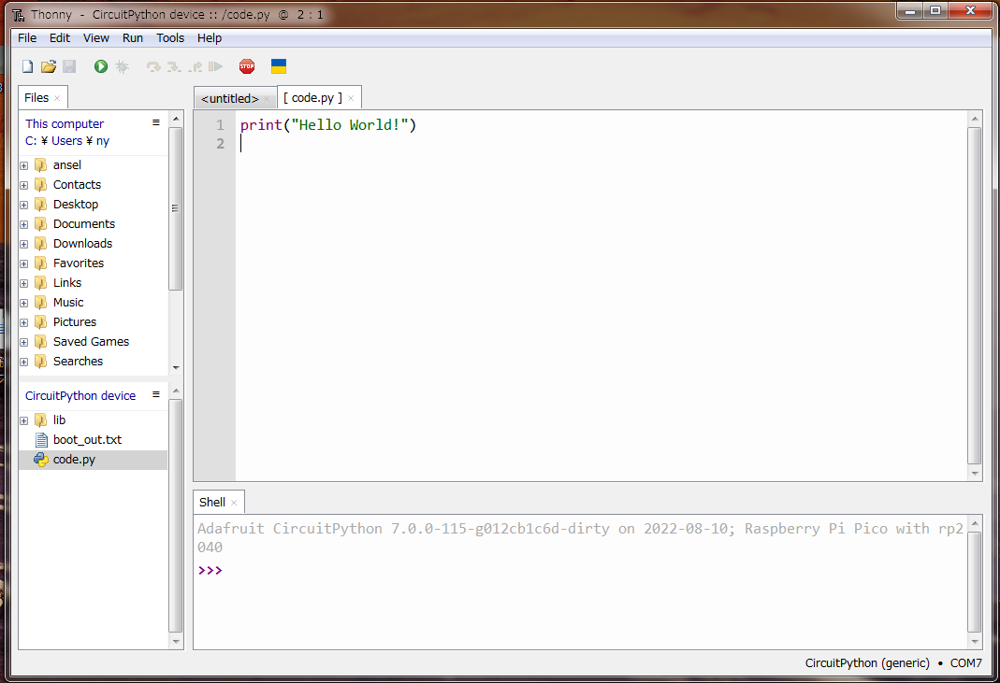 Thonny - CircuitPython device :: /code.py @ 2 : 1
File Edit View Run Tools Help
STOP
Files
This computer
C: ¥ Users ¥ ny
ansel
Contacts
Desktop
Documents
Downloads
Favorites
Links
Music
Pictures
Saved Games
Searches
CircuitPython device
lib
boot_out.txt
code.py
<untitled> [ code.py ]
1 print("Hello World!")
2
Shell
Adafruit CircuitPython 7.0.0-115-g012cb1c6d-dirty on 2022-08-10; Raspberry Pi Pico with rp2
040
>>>
CircuitPython (generic) • COM7